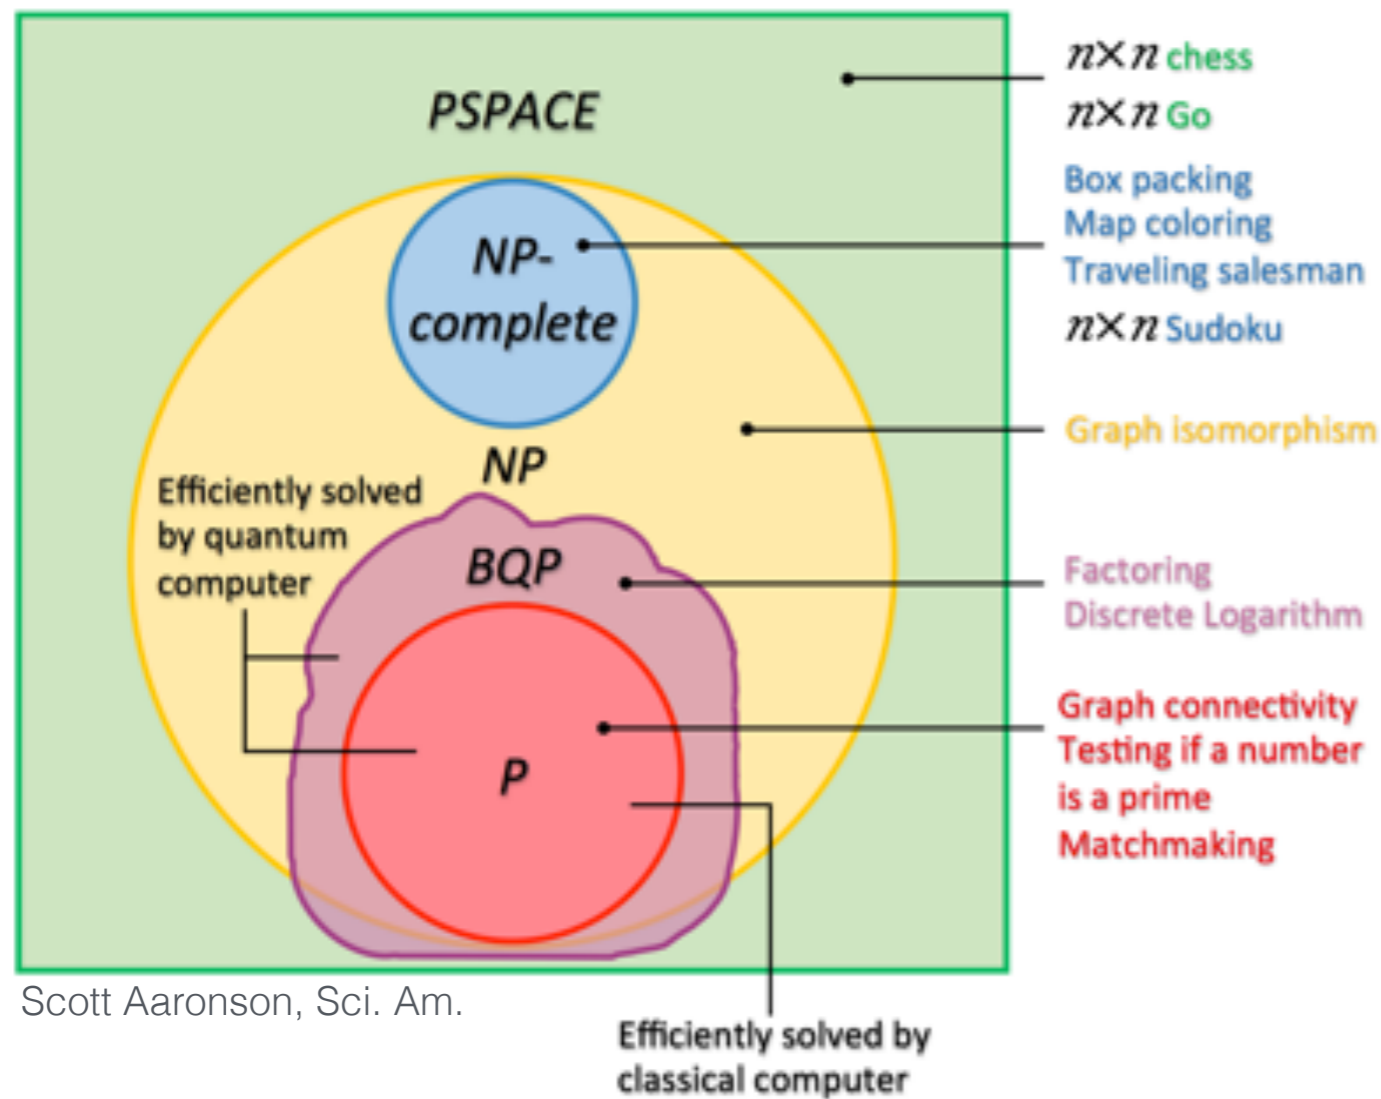 PSPACE
NP-
complete
NP
Efficiently solved
by quantum
computer
BQP
P
n×n chess
n×n Go
Box packing
Map coloring
Traveling salesman
n×n Sudoku
Graph isomorphism
Factoring
Discrete Logarithm
Graph connectivity
Testing if a number
is a prime
Matchmaking
Scott Aaronson, Sci. Am.
Efficiently solved by
classical computer